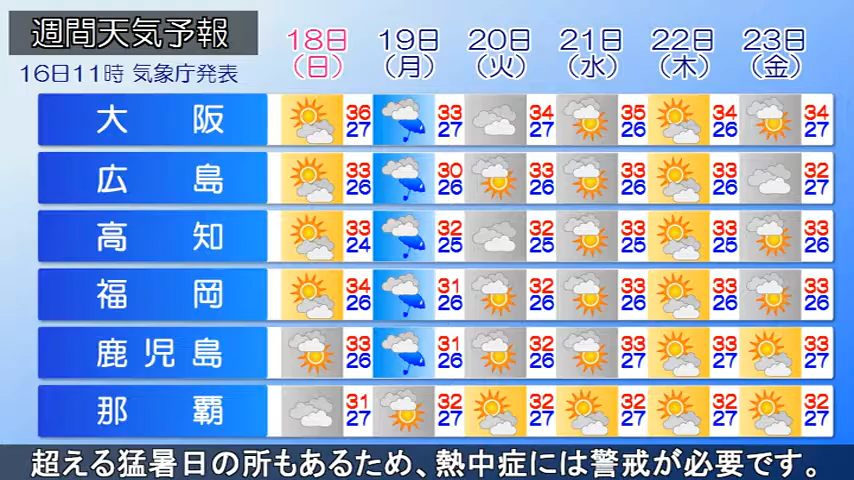 週間天気予報
16日11時 気象庁発表
18日 19日 20日 21日 22日 23日
(日) (月) (火) (水) (木) (金)
大阪 36 27 33 27 34 27 35 26 34 26 34 27
広島 33 26 30 26 33 26 33 26 33 26 32 27
高知 33 24 32 25 32 25 33 25 33 25 33 26
福岡 34 26 31 26 32 26 33 26 33 26 33 26
鹿児島 33 26 31 26 32 26 33 27 33 27 33 27
那覇 31 27 32 27 32 27 32 27 32 27 32 27
超える猛暑日の所もあるため、熱中症には警戒が必要です。